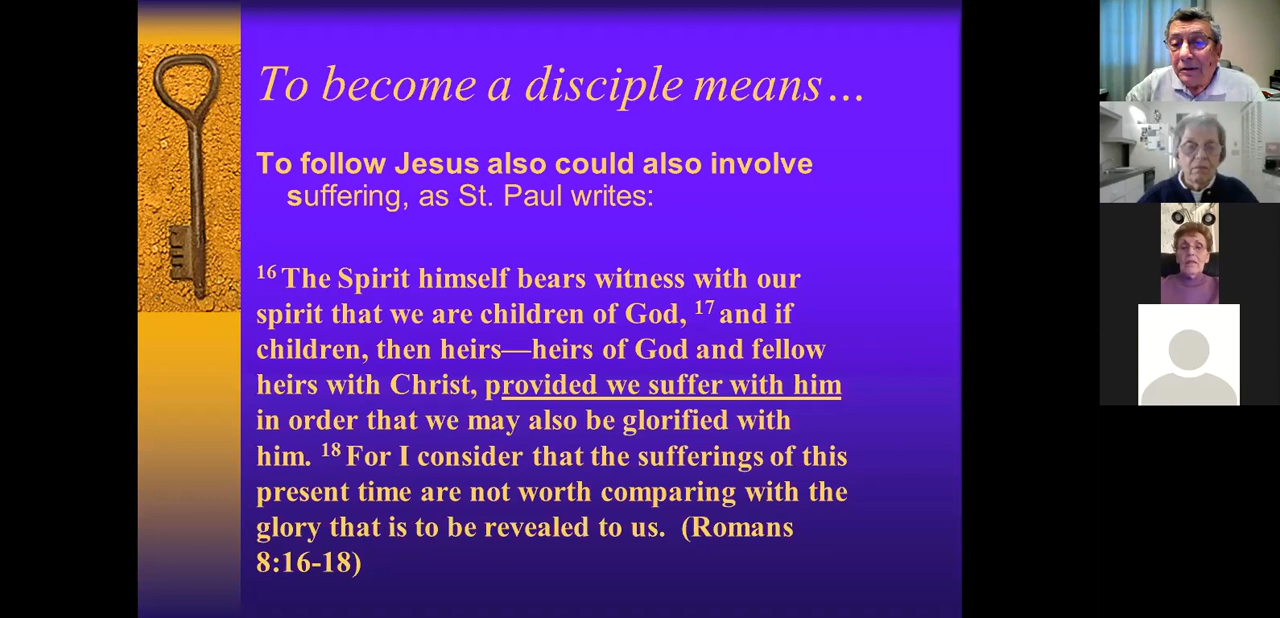 To become a disciple means…
To follow Jesus also could also involve
suffering, as St. Paul writes:
16 The Spirit himself bears witness with our
spirit that we are children of God, 17 and if
children, then heirs—heirs of God and fellow
heirs with Christ, provided we suffer with him
in order that we may also be glorified with
him. 18 For I consider that the sufferings of this
present time are not worth comparing with the
glory that is to be revealed to us. (Romans
8:16-18)